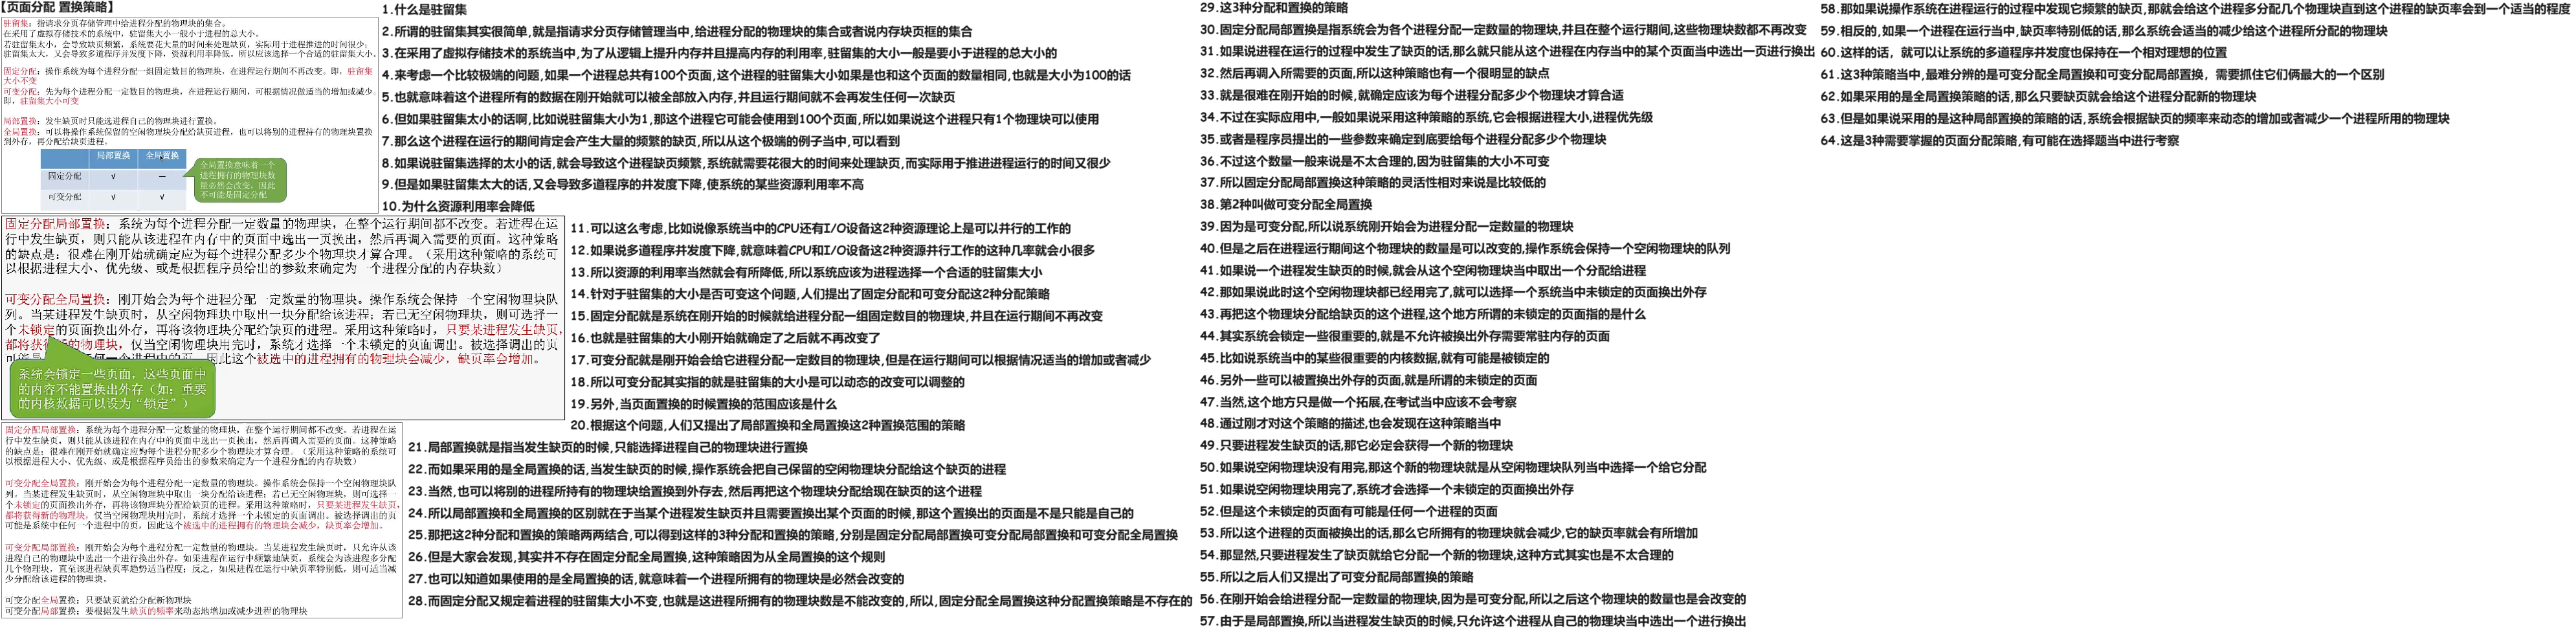 【页面分配 置换策略】
驻留集：指请求分页存储管理中给进程分配的物理块的集合。
在采用了虚拟存储技术的系统中，驻留集大小一般小于进程的总大小。
若驻留集太小，会导致缺页频繁，系统要花大量的时间来处理缺页，实际用于进程推进的时间很少；
驻留集太大，又会导致多道程序并发度下降，资源利用率降低。所以应该选择一个合适的驻留集大小。
固定分配：操作系统为每个进程分配一组固定数目的物理块，在进程运行期间不再改变。即，驻留集
大小不变
可变分配：先为每个进程分配一定数目的物理块，在进程运行期间，可根据情况做适当的增加或减少。
即，驻留集大小可变
局部置换：发生缺页时只能选进程自己的物理块进行置换。
全局置换：可以将操作系统保留的空闲物理块分配给缺页进程，也可以将别的进程持有的物理块置换
到外存，再分配给缺页进程。
局部置换 全局置换
固定分配 √ —
可变分配 √ √
全局置换意味着一个
进程拥有的物理块数
量必然会改变，因此
不可能是固定分配
固定分配局部置换：系统为每个进程分配一定数量的物理块，在整个运行期间都不改变。若进程在运
行中发生缺页，则只能从该进程在内存中的页面中选出一页换出，然后再调入需要的页面。这种策略
的缺点是：很难在刚开始就确定应为每个进程分配多少个物理块才算合理。（采用这种策略的系统可
以根据进程大小、优先级、或是根据程序员给出的参数来确定为一个进程分配的内存块数）
可变分配全局置换：刚开始会为每个进程分配一定数量的物理块。操作系统会保持一个空闲物理块队
列。当某进程发生缺页时，从空闲物理块中取出一块分配给该进程；若已无空闲物理块，则可选择一
个未锁定的页面换出外存，再将该物理块分配给缺页的进程。采用这种策略时，只要某进程发生缺页，
都将获得新的物理块，仅当空闲物理块用完时，系统才选择一个未锁定的页面调出。被选择调出的页
可能是任何一个进程中的页，因此这个被选中的进程拥有的物理块会减少，缺页率会增加。
系统会锁定一些页面，这些页面中
的内容不能置换出外存（如：重要
的内核数据可以设为“锁定”）
固定分配局部置换：系统为每个进程分配一定数量的物理块，在整个运行期间都不改变。若进程在运
行中发生缺页，则只能从该进程在内存中的页面中选出一页换出，然后再调入需要的页面。这种策略
的缺点是：很难在刚开始就确定应为每个进程分配多少个物理块才算合理。（采用这种策略的系统可
以根据进程大小、优先级、或是根据程序员给出的参数来确定为一个进程分配的内存块数）
可变分配全局置换：刚开始会为每个进程分配一定数量的物理块。操作系统会保持一个空闲物理块队
列。当某进程发生缺页时，从空闲物理块中取出一块分配给该进程；若已无空闲物理块，则可选择一
个未锁定的页面换出外存，再将该物理块分配给缺页的进程。采用这种策略时，只要某进程发生缺页，
都将获得新的物理块，仅当空闲物理块用完时，系统才选择一个未锁定的页面调出。被选择调出的页
可能是系统中任何一个进程中的页，因此这个被选中的进程拥有的物理块会减少，缺页率会增加。
可变分配局部置换：刚开始会为每个进程分配一定数量的物理块。当某进程发生缺页时，只允许从该
进程自己的物理块中选出一个进行换出外存。如果进程在运行中频繁地缺页，系统会为该进程多分配
几个物理块，直至该进程缺页率趋势适当程度；反之，如果进程在运行中缺页率特别低，则可适当减
少分配给该进程的物理块。
可变分配全局置换：只要缺页就给分配新物理块
可变分配局部置换：要根据发生缺页的频率来动态地增加或减少进程的物理块
1.什么是驻留集
2.所谓的驻留集其实很简单,就是指请求分页存储管理当中,给进程分配的物理块的集合或者说内存块页框的集合
3.在采用了虚拟存储技术的系统当中,为了从逻辑上提升内存并且提高内存的利用率,驻留集的大小一般是要小于进程的总大小的
4.来考虑一个比较极端的问题,如果一个进程总共有100个页面,这个进程的驻留集大小如果是也和这个页面的数量相同,也就是大小为100的话
5.也就意味着这个进程所有的数据在刚开始就可以被全部放入内存,并且运行期间就不会再发生任何一次缺页
6.但如果驻留集太小的话啊,比如说驻留集大小为1,那这个进程它可能会使用到100个页面,所以如果说这个进程只有1个物理块可以使用
7.那么这个进程在运行的期间肯定会产生大量的频繁的缺页,所以从这个极端的例子当中,可以看到
8.如果说驻留集选择的太小的话,就会导致这个进程缺页频繁,系统就需要花很大的时间来处理缺页,而实际用于推进进程运行的时间又很少
9.但是如果驻留集太大的话,又会导致多道程序的并发度下降,使系统的某些资源利用率不高
10.为什么资源利用率会降低
11.可以这么考虑,比如说像系统当中的CPU还有I/O设备这2种资源理论上是可以并行的工作的
12.如果说多道程序并发度下降,就意味着CPU和I/O设备这2种资源并行工作的这种几率就会小很多
13.所以资源的利用率当然就会有所降低,所以系统应该为进程选择一个合适的驻留集大小
14.针对于驻留集的大小是否可变这个问题,人们提出了固定分配和可变分配这2种分配策略
15.固定分配就是系统在刚开始的时候就给进程分配一组固定数目的物理块,并且在运行期间不再改变
16.也就是驻留集的大小刚开始就确定了之后就不再改变了
17.可变分配就是刚开始会给它进程分配一定数目的物理块,但是在运行期间可以根据情况适当的增加或者减少
18.所以可变分配其实指的就是驻留集的大小是可以动态的改变可以调整的
19.另外,当页面置换的时候置换的范围应该是什么
20.根据这个问题,人们又提出了局部置换和全局置换这2种置换范围的策略
21.局部置换就是指当发生缺页的时候,只能选择进程自己的物理块进行置换
22.而如果采用的是全局置换的话,当发生缺页的时候,操作系统会把自己保留的空闲物理块分配给这个缺页的进程
23.当然,也可以将别的进程所持有的物理块给置换到外存去,然后再把这个物理块分配给现在缺页的这个进程
24.所以局部置换和全局置换的区别就在于当某个进程发生缺页并且需要置换出某个页面的时候,那这个置换出的页面是不是只能是自己的
25.那把这2种分配和置换的策略两两结合,可以得到这样的3种分配和置换的策略,分别是固定分配局部置换可变分配局部置换和可变分配全局置换
26.但是大家会发现,其实并不存在固定分配全局置换,这种策略因为从全局置换的这个规则
27.也可以知道如果使用的是全局置换的话,就意味着一个进程所拥有的物理块是必然会改变的
28.而固定分配又规定着进程的驻留集大小不变,也就是这进程所拥有的物理块数是不能改变的,所以,固定分配全局置换这种分配置换策略是不存在的
29.这3种分配和置换的策略
30.固定分配局部置换是指系统会为各个进程分配一定数量的物理块,并且在整个运行期间,这些物理块数都不再改变
31.如果说进程在运行的过程中发生了缺页的话,那么就只能从这个进程在内存当中的某个页面当中选出一页进行换出
32.然后再调入所需要的页面,所以这种策略也有一个很明显的缺点
33.就是很难在刚开始的时候,就确定应该为每个进程分配多少个物理块才算合适
34.不过在实际应用中,一般如果说采用这种策略的系统,它会根据进程大小,进程优先级
35.或者是程序员提出的一些参数来确定到底要给每个进程分配多少个物理块
36.不过这个数量一般来说是不太合理的,因为驻留集的大小不可变
37.所以固定分配局部置换这种策略的灵活性相对来说是比较低的
38.第2种叫做可变分配全局置换
39.因为是可变分配,所以说系统刚开始会为进程分配一定数量的物理块
40.但是之后在进程运行期间这个物理块的数量是可以改变的,操作系统会保持一个空闲物理块的队列
41.如果说一个进程发生缺页的时候,就会从这个空闲物理块当中取出一个分配给进程
42.那如果说此时这个空闲物理块都已经用完了,就可以选择一个系统当中未锁定的页面换出外存
43.再把这个物理块分配给缺页的这个进程,这个地方所谓的未锁定的页面指的是什么
44.其实系统会锁定一些很重要的,就是不允许被换出外存需要常驻内存的页面
45.比如说系统当中的某些很重要的内核数据,就有可能是被锁定的
46.另外一些可以被置换出外存的页面,就是所谓的未锁定的页面
47.当然,这个地方只是做一个拓展,在考试当中应该不会考察
48.通过刚才对这个策略的描述,也会发现在这种策略当中
49.只要进程发生缺页的话,那它必定会获得一个新的物理块
50.如果说空闲物理块没有用完,那这个新的物理块就是从空闲物理块队列当中选择一个给它分配
51.如果说空闲物理块用完了,系统才会选择一个未锁定的页面换出外存
52.但是这个未锁定的页面有可能是任何一个进程的页面
53.所以这个进程的页面被换出的话,那么它所拥有的物理块就会减少,它的缺页率就会有所增加
54.那显然,只要进程发生了缺页就给它分配一个新的物理块,这种方式其实也是不太合理的
55.所以之后人们又提出了可变分配局部置换的策略
56.在刚开始会给进程分配一定数量的物理块,因为是可变分配,所以之后这个物理块的数量也是会改变的
57.由于是局部置换,所以当进程发生缺页的时候,只允许这个进程从自己的物理块当中选出一个进行换出
58.那如果说操作系统在进程运行的过程中发现它频繁的缺页,那就会给这个进程多分配几个物理块直到这个进程的缺页率会到一个适当的程度
59.相反的,如果一个进程在运行当中,缺页率特别低的话,那么系统会适当的减少给这个进程所分配的物理块
60.这样的话，就可以让系统的多道程序并发度也保持在一个相对理想的位置
61.这3种策略当中,最难分辨的是可变分配全局置换和可变分配局部置换，需要抓住它们俩最大的一个区别
62.如果采用的是全局置换策略的话,那么只要缺页就会给这个进程分配新的物理块
63.但是如果说采用的是这种局部置换的策略的话,系统会根据缺页的频率来动态的增加或者减少一个进程所用的物理块
64.这是3种需要掌握的页面分配策略,有可能在选择题当中进行考察